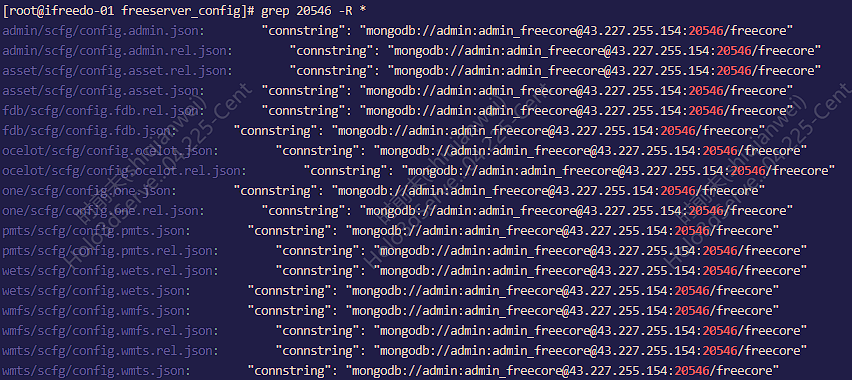 [root@ifreedo-01 freeserver_config]# grep 20546 -R *
admin/scfg/config.admin.json:        "connstring": "mongodb://admin:admin_freecore@43.227.255.154:20546/freecore"
admin/scfg/config.admin.rel.json:            "connstring": "mongodb://admin:admin_freecore@43.227.255.154:20546/freecore"
asset/scfg/config.asset.rel.json:            "connstring": "mongodb://admin:admin_freecore@43.227.255.154:20546/freecore"
asset/scfg/config.asset.json:        "connstring": "mongodb://admin:admin_freecore@43.227.255.154:20546/freecore"
fdb/scfg/config.fdb.rel.json:            "connstring": "mongodb://admin:admin_freecore@43.227.255.154:20546/freecore"
fdb/scfg/config.fdb.json:        "connstring": "mongodb://admin:admin_freecore@43.227.255.154:20546/freecore"
ocelot/scfg/config.ocelot.json:        "connstring": "mongodb://admin:admin_freecore@43.227.255.154:20546/freecore"
ocelot/scfg/config.ocelot.rel.json:            "connstring": "mongodb://admin:admin_freecore@43.227.255.154:20546/freecore"
one/scfg/config.one.json:        "connstring": "mongodb://admin:admin_freecore@43.227.255.154:20546/freecore"
one/scfg/config.one.rel.json:            "connstring": "mongodb://admin:admin_freecore@43.227.255.154:20546/freecore"
pmts/scfg/config.pmts.json:        "connstring": "mongodb://admin:admin_freecore@43.227.255.154:20546/freecore"
pmts/scfg/config.pmts.rel.json:            "connstring": "mongodb://admin:admin_freecore@43.227.255.154:20546/freecore"
wets/scfg/config.wets.rel.json:            "connstring": "mongodb://admin:admin_freecore@43.227.255.154:20546/freecore"
wets/scfg/config.wets.json:        "connstring": "mongodb://admin:admin_freecore@43.227.255.154:20546/freecore"
wmfs/scfg/config.wmfs.json:        "connstring": "mongodb://admin:admin_freecore@43.227.255.154:20546/freecore"
wmfs/scfg/config.wmfs.rel.json:            "connstring": "mongodb://admin:admin_freecore@43.227.255.154:20546/freecore"
wmts/scfg/config.wmts.rel.json:            "connstring": "mongodb://admin:admin_freecore@43.227.255.154:20546/freecore"
wmts/scfg/config.wmts.json:        "connstring": "mongodb://admin:admin_freecore@43.227.255.154:20546/freecore"